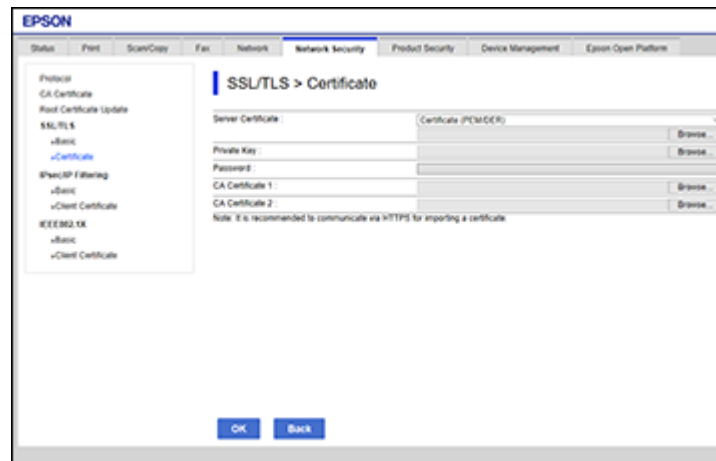 EPSON
Status Print Scan/Copy Fax Network Network Security Product Security Device Management Epson Open Platform
Protocol
CA Certificate
Root Certificate Update
SSL/TLS
»Basic
»Certificate
IPsec/IP Filtering
»Basic
»Client Certificate
IEEE802.1X
»Basic
»Client Certificate
SSL/TLS > Certificate
Server Certificate : Certificate (PEM/DER)
Browse...
Private Key : Browse...
Password :
CA Certificate 1 : Browse...
CA Certificate 2 : Browse...
Note: It is recommended to communicate via HTTPS for importing a certificate.
OK Back